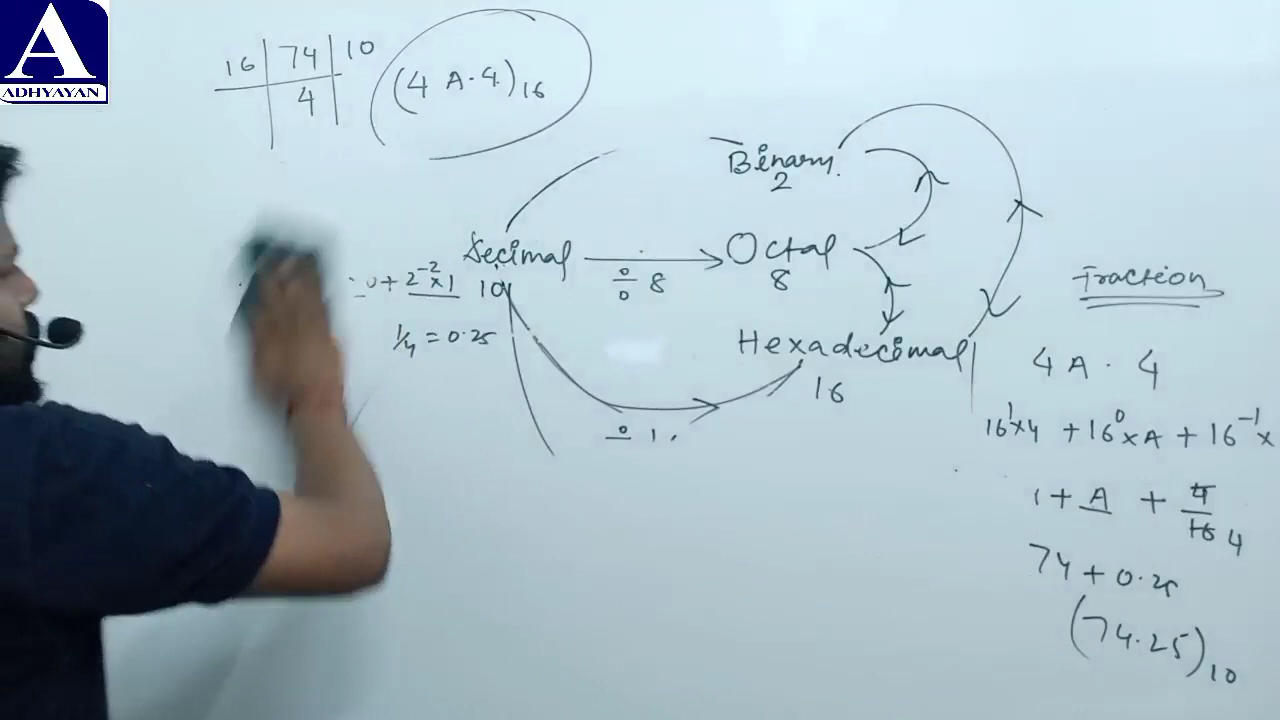 A
ADHYAYAN
16 | 74 | 10
4
(4 A.4)16
Binary.
2
Decimal
10
÷ 8
Octal
8
0 + 2⁻²×1
1/4 = 0.25
Hexadecimal
16
÷ 1
Fraction
4 A . 4
16¹×4 + 16⁰×A + 16⁻¹×
1 + A + 4/16 4
74 + 0.25
(74.25)10